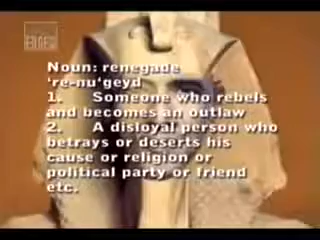 Noun: renegade
're-nu'geyd
1. Someone who rebels
and becomes an outlaw
2. A disloyal person who
betrays or deserts his
cause or religion or
political party or friend
etc.